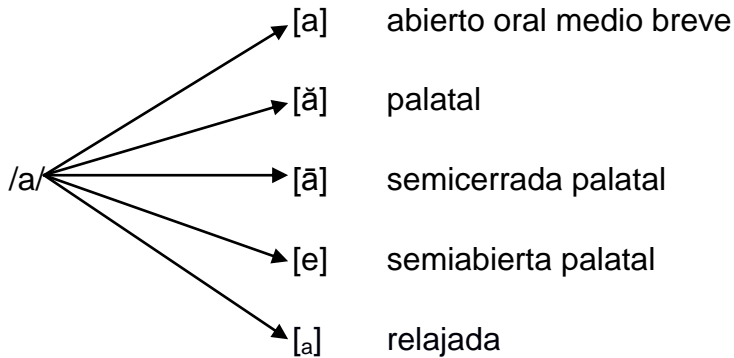 [a] abierto oral medio breve
[ă] palatal
/a/ [ā] semicerrada palatal
[e] semiabierta palatal
[ₐ] relajada